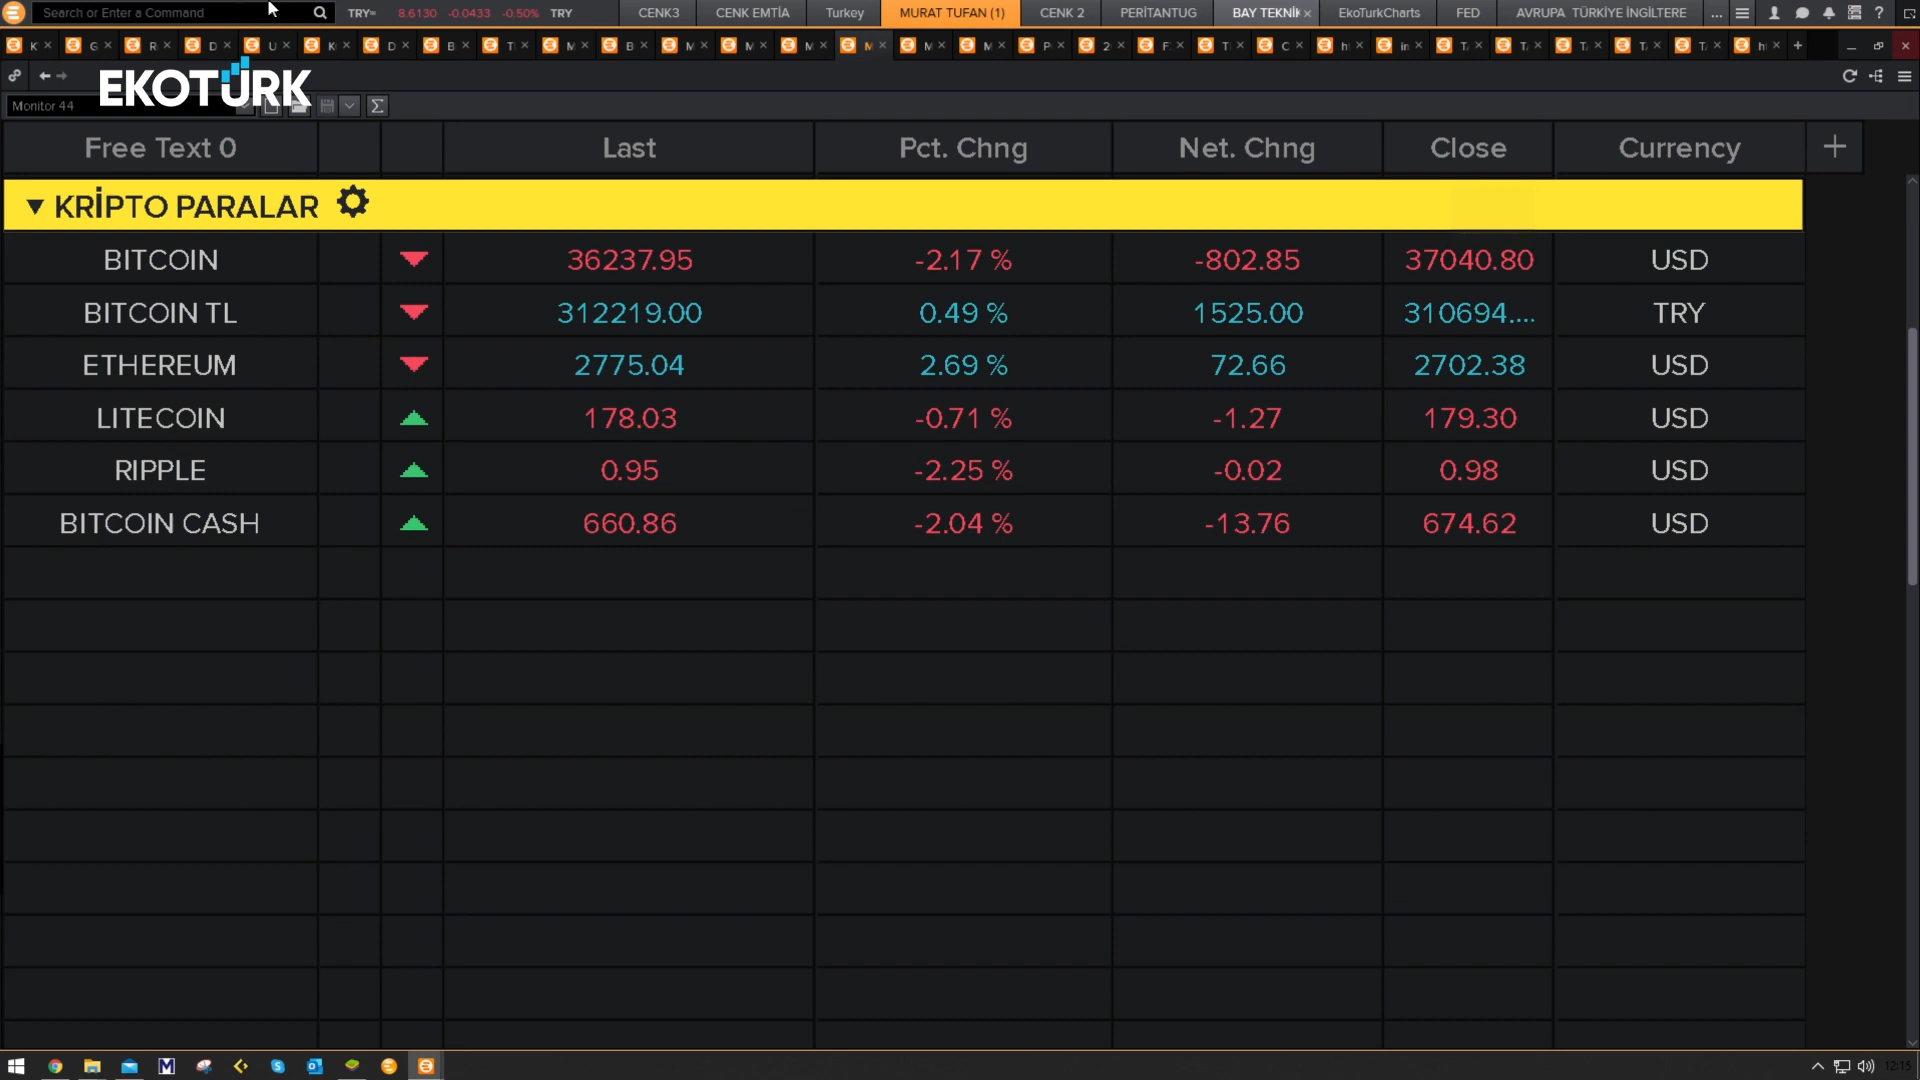 Search or Enter a Command TRY= 8.6130 -0.0433 -0.50% TRY CENK3 CENK EMTİA Turkey MURAT TUFAN (1) CENK 2 PERİTANTUG BAY TEKNİK EkoTurkCharts FED AVRUPA TÜRKİYE İNGİLTERE ...
EKOTÜRK
Monitor 44
Free Text 0 Last Pct. Chng Net. Chng Close Currency +
KRİPTO PARALAR
BITCOIN 36237.95 -2.17 % -802.85 37040.80 USD
BITCOIN TL 312219.00 0.49 % 1525.00 310694.... TRY
ETHEREUM 2775.04 2.69 % 72.66 2702.38 USD
LITECOIN 178.03 -0.71 % -1.27 179.30 USD
RIPPLE 0.95 -2.25 % -0.02 0.98 USD
BITCOIN CASH 660.86 -2.04 % -13.76 674.62 USD
12:15